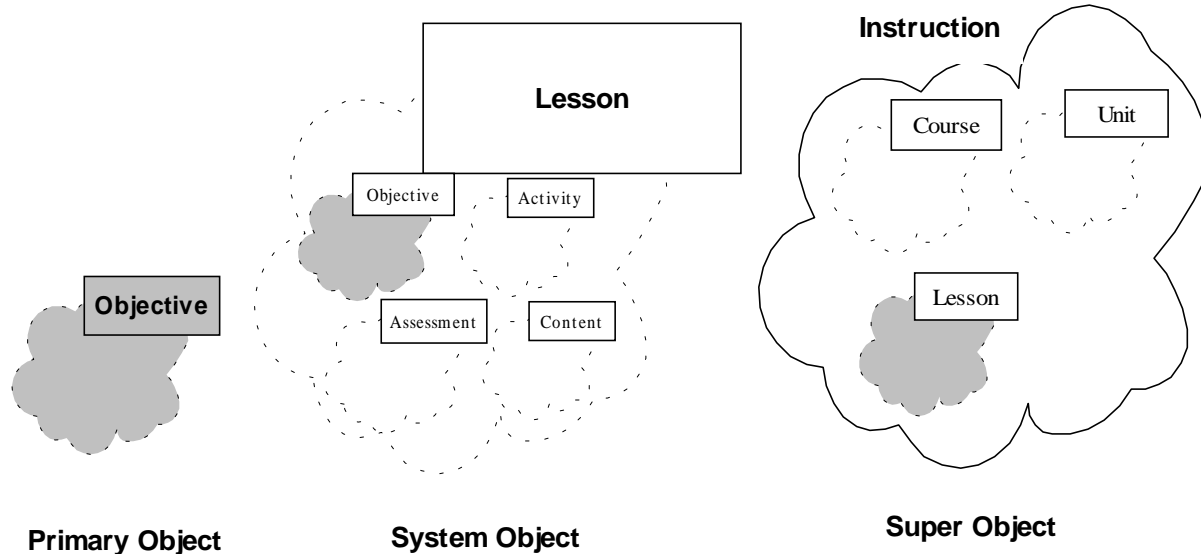 Instruction
Lesson
Course
Unit
Objective
Activity
Objective
Lesson
Assessment
Content
Primary Object
System Object
Super Object